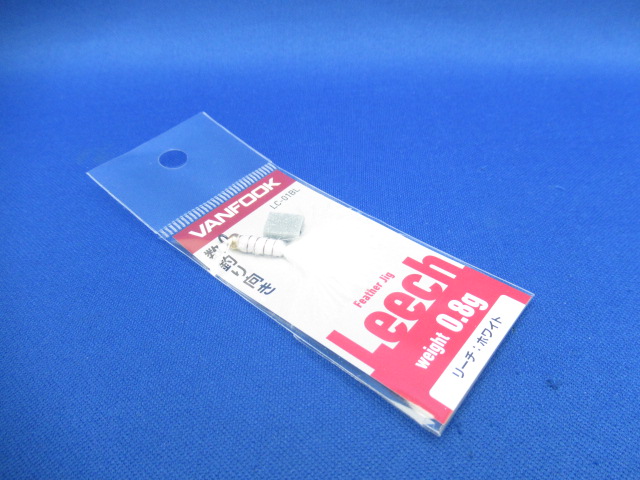 VANFOOK
LC-01BL
数釣り向き
Feather Jig
Leech
weight 0.8g
リーチ：ホワイト